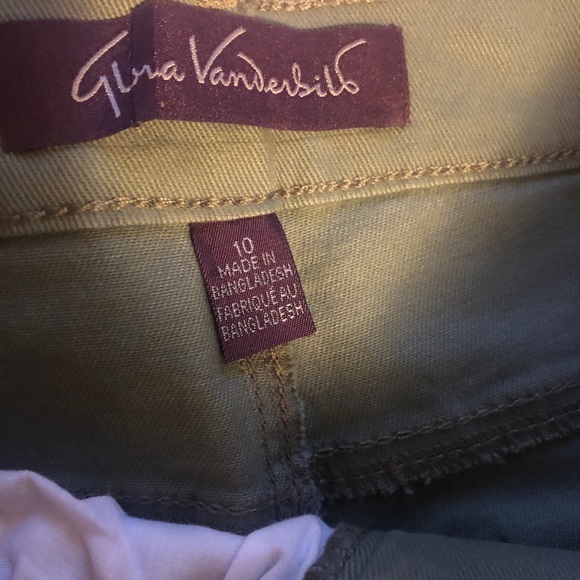 Gloria Vanderbilt
10
MADE IN
BANGLADESH
FABRIQUÉ AU
BANGLADESH